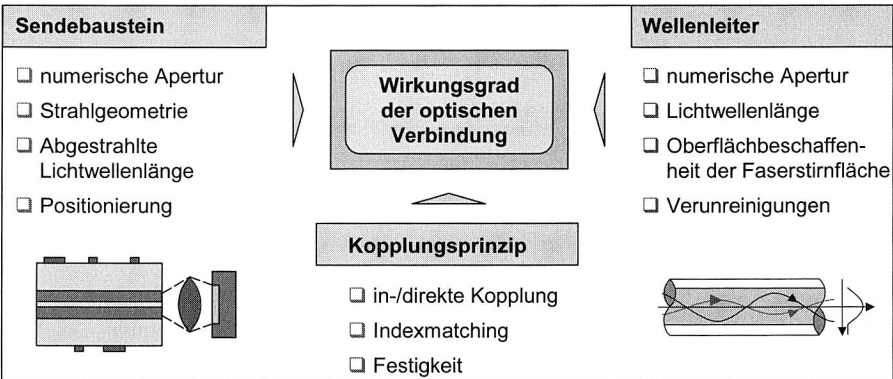 Sendebaustein
numerische Apertur
Strahlgeometrie
Abgestrahlte
Lichtwellenlänge
Positionierung
Wirkungsgrad
der optischen
Verbindung
Kopplungsprinzip
in-/direkte Kopplung
Indexmatching
Festigkeit
Wellenleiter
numerische Apertur
Lichtwellenlänge
Oberflächbeschaffen-
heit der Faserstirnfläche
Verunreinigungen